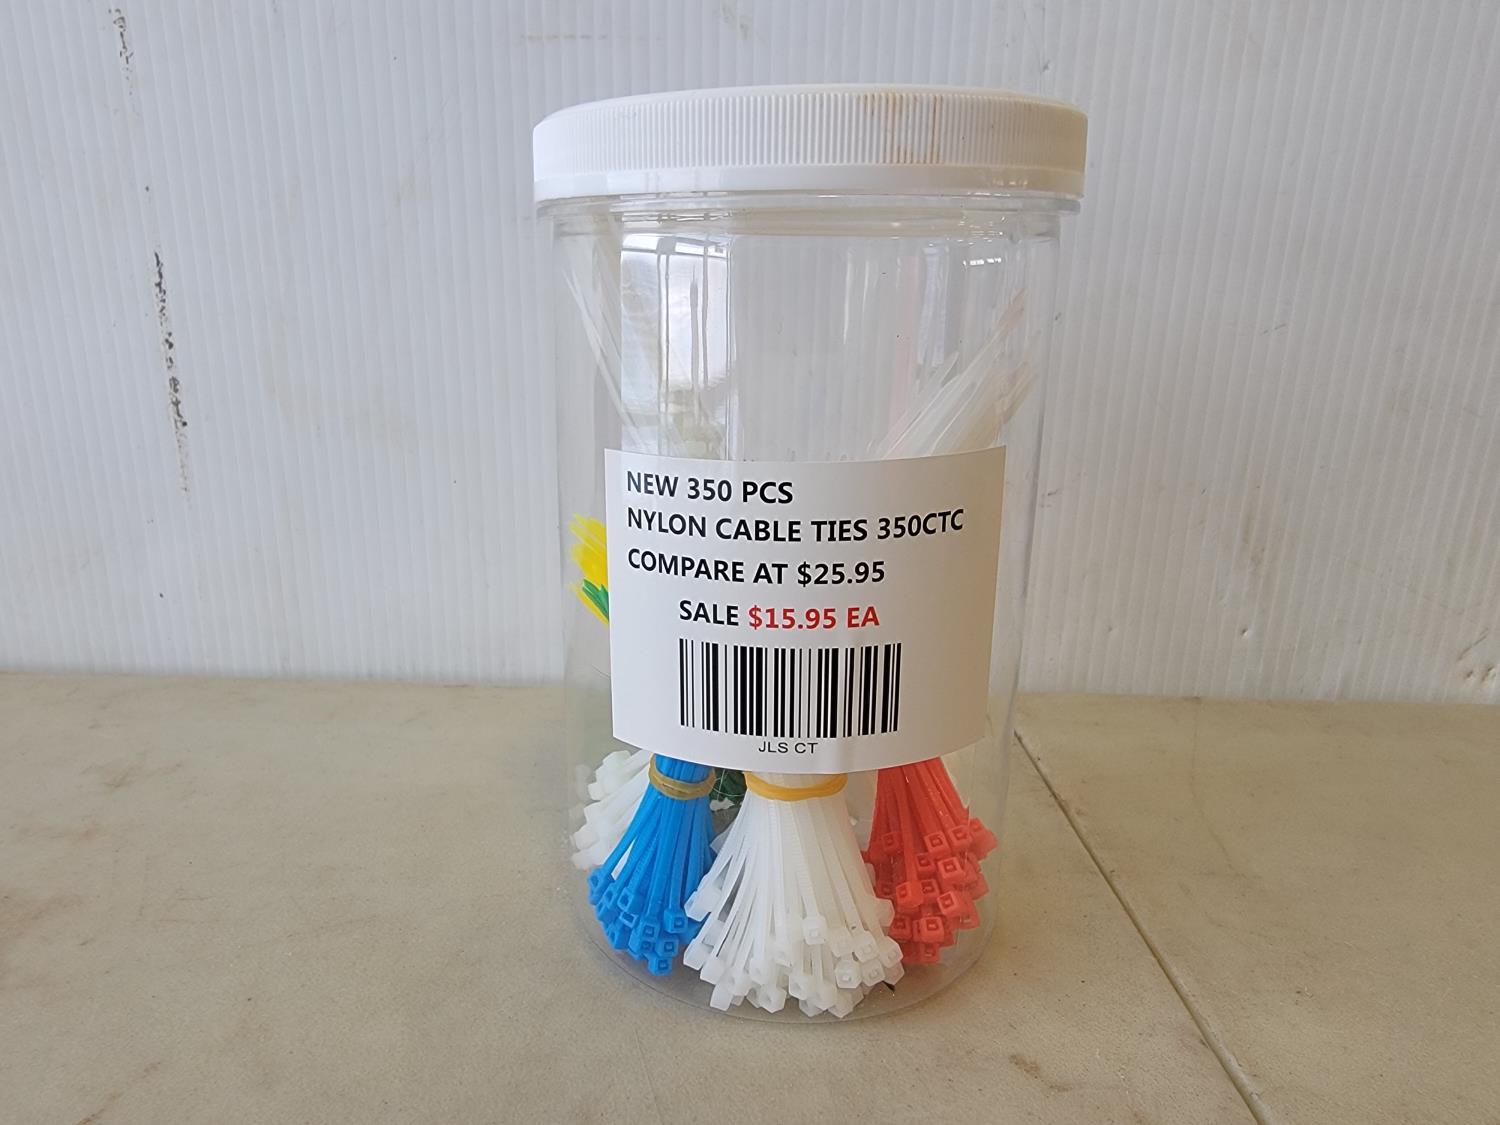 NEW 350 PCS
NYLON CABLE TIES 350CTC
COMPARE AT $25.95
SALE $15.95 EA
JLS CT